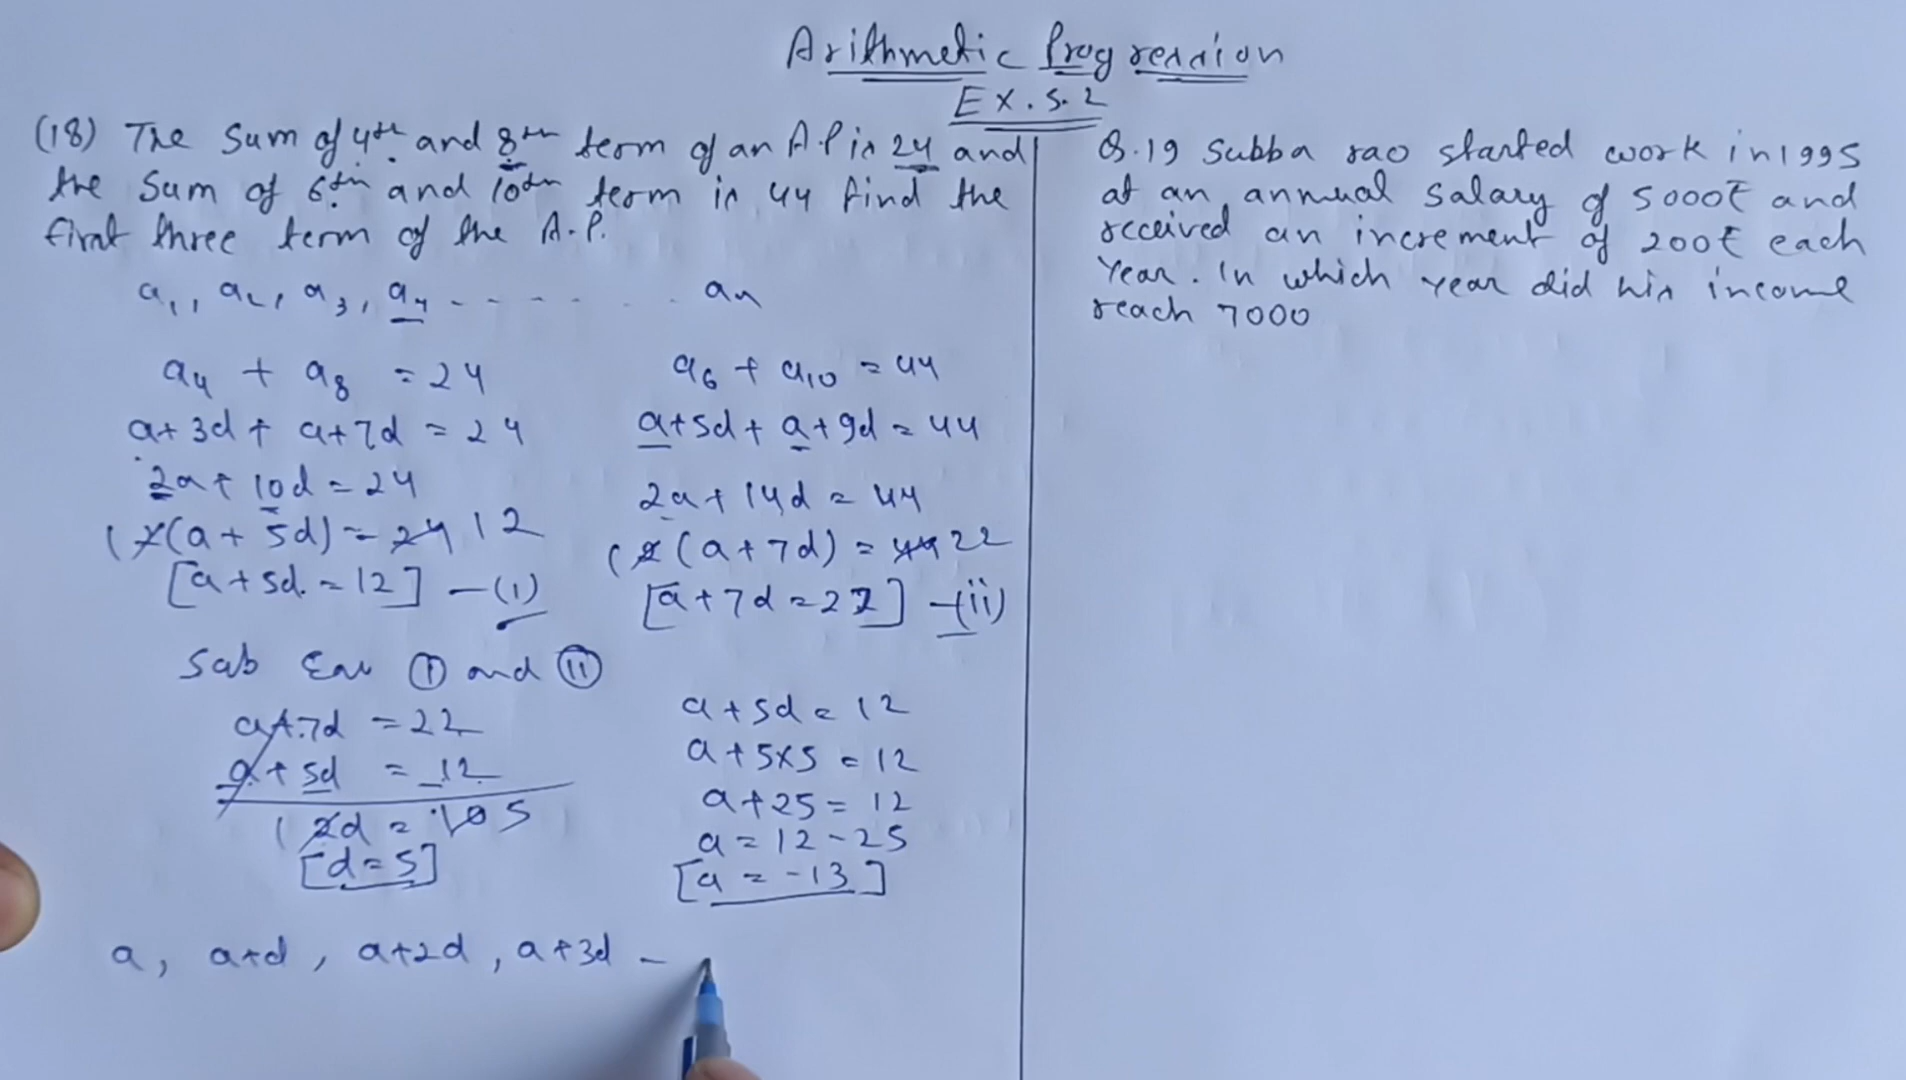 Arithmetic Progression
Ex. 5.2
(18) The Sum of 4th and 8th term of an A.P is 24 and
the sum of 6th and 10th term is 44 find the
first three term of the A.P.
a1, a2, a3, a4 - - - - - - - an
a4 + a8 = 24
a+3d + a+7d = 24
2a + 10d = 24
1 2(a + 5d) = 24 12
[a + 5d = 12] — (i)
Sub Equ (I) and (II)
a+7d = 22
a+5d = 12
1 2d = 10 5
[d = 5]
a6 + a10 = 44
a+5d + a+9d = 44
2a + 14d = 44
1 2(a + 7d) = 44 22
[a + 7d = 22] — (ii)
a + 5d = 12
a + 5×5 = 12
a + 25 = 12
a = 12 - 25
[a = -13]
a, a+d, a+2d, a+3d -
Q.19 Subba rao started work in 1995
at an annual salary of 5000₹ and
received an increment of 200₹ each
Year. In which year did his income
reach 7000